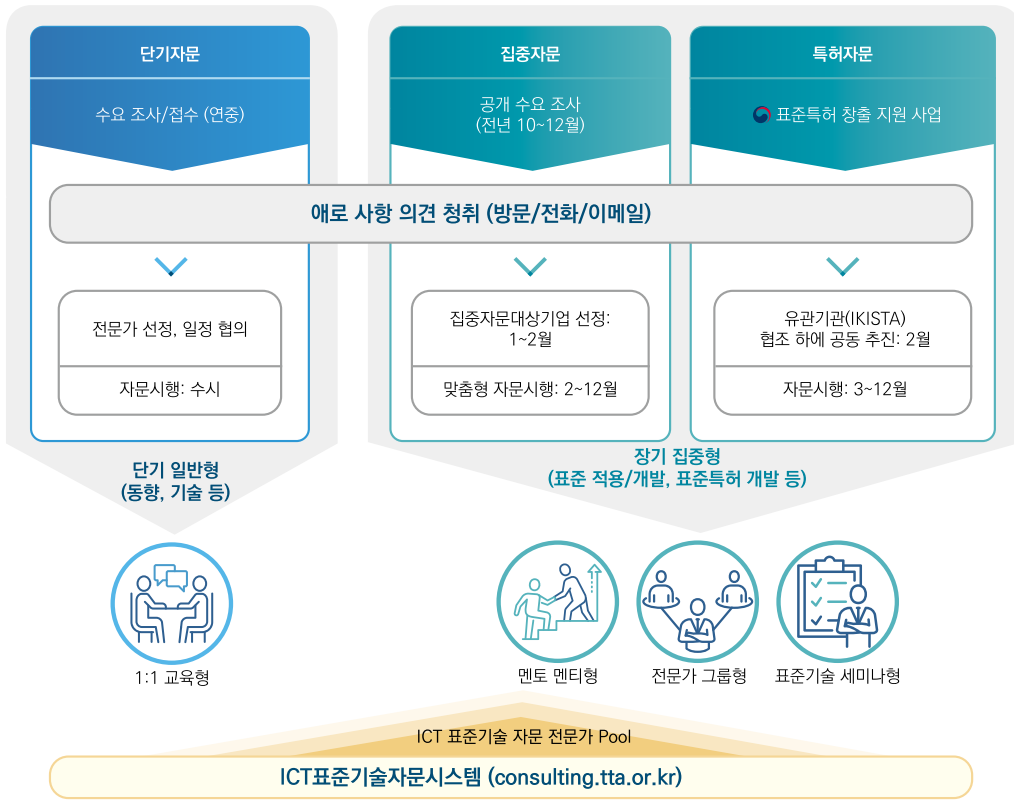 단기자문
수요 조사/접수 (연중)
집중자문
공개 수요 조사
(전년 10~12월)
특허자문
표준특허 창출 지원 사업
애로 사항 의견 청취 (방문/전화/이메일)
전문가 선정, 일정 협의
자문시행: 수시
집중자문대상기업 선정:
1~2월
맞춤형 자문시행: 2~12월
유관기관(IKISTA)
협조 하에 공동 추진: 2월
자문시행: 3~12월
단기 일반형
(동향, 기술 등)
장기 집중형
(표준 적용/개발, 표준특허 개발 등)
1:1 교육형
멘토 멘티형
전문가 그룹형
표준기술 세미나형
ICT 표준기술 자문 전문가 Pool
ICT표준기술자문시스템 (consulting.tta.or.kr)